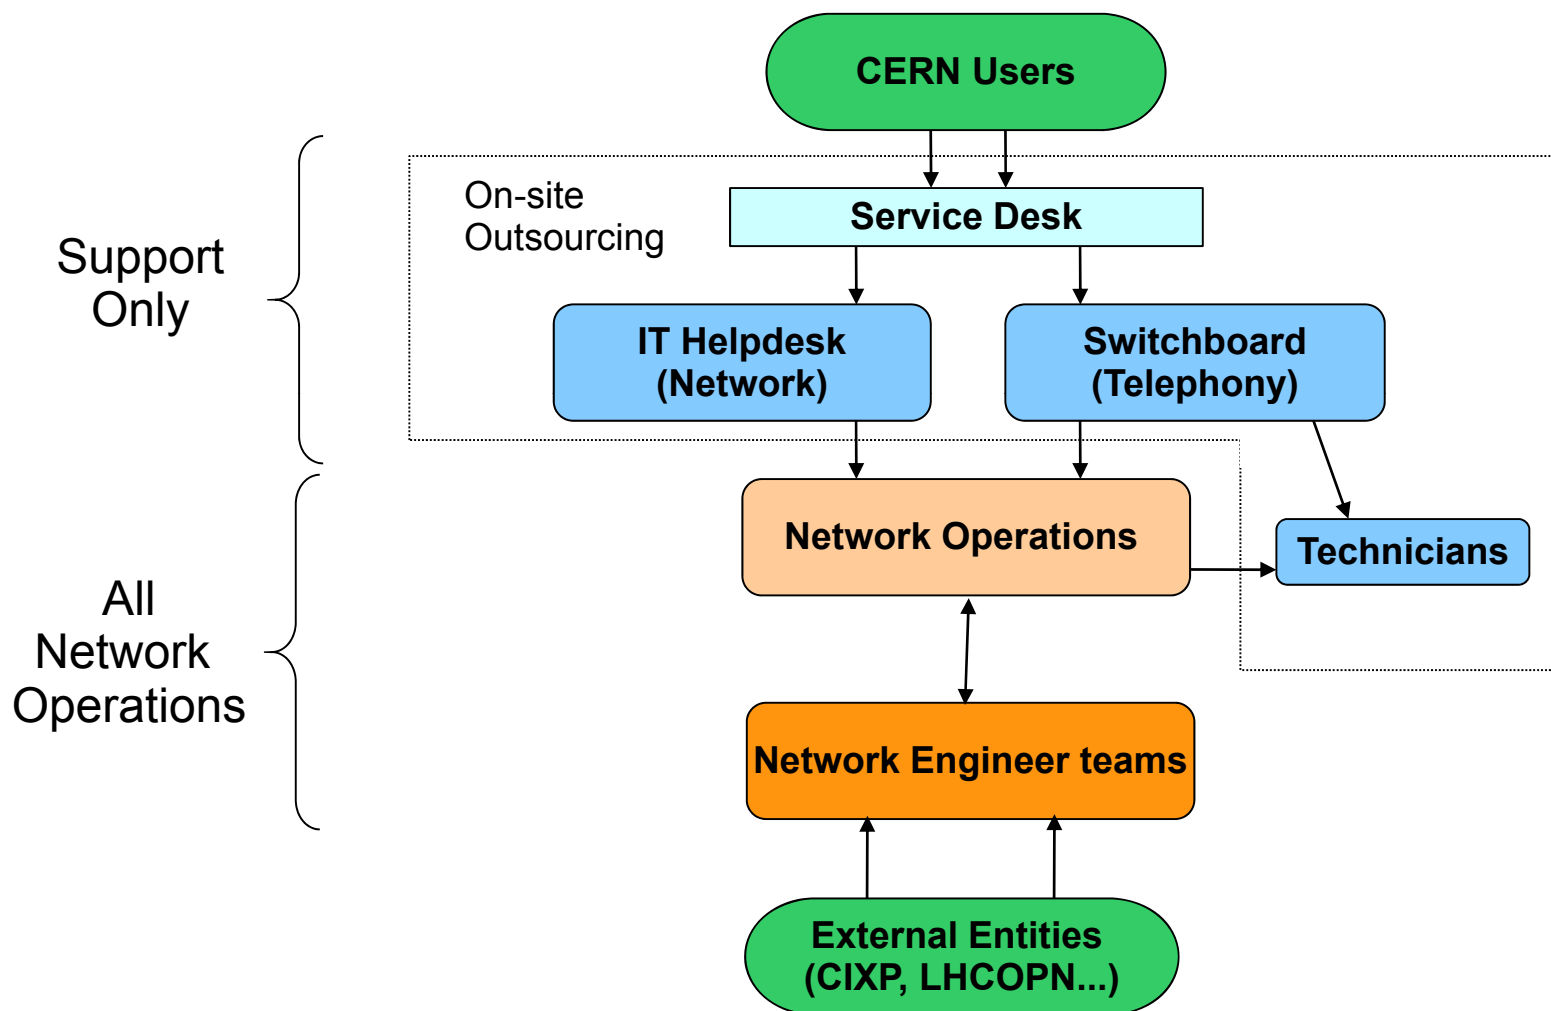 CERN Users
On-site
Outsourcing
Service Desk
Support
Only
IT Helpdesk
(Network)
Switchboard
(Telephony)
Network Operations
Technicians
All
Network
Operations
Network Engineer teams
External Entities
(CIXP, LHCOPN...)